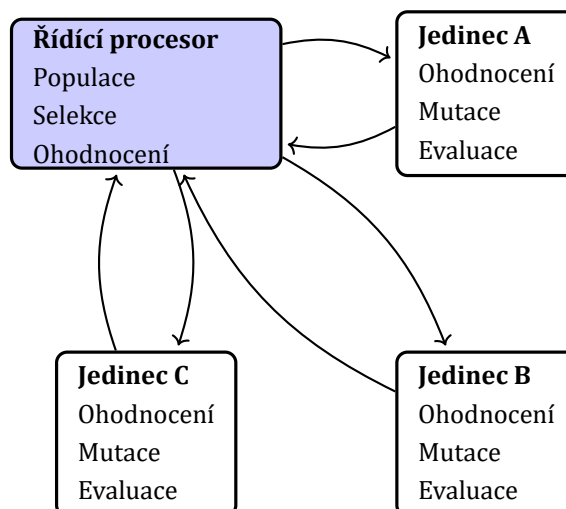 Řídící procesor
Populace
Selekce
Ohodnocení
Jedinec A
Ohodnocení
Mutace
Evaluace
Jedinec C
Ohodnocení
Mutace
Evaluace
Jedinec B
Ohodnocení
Mutace
Evaluace